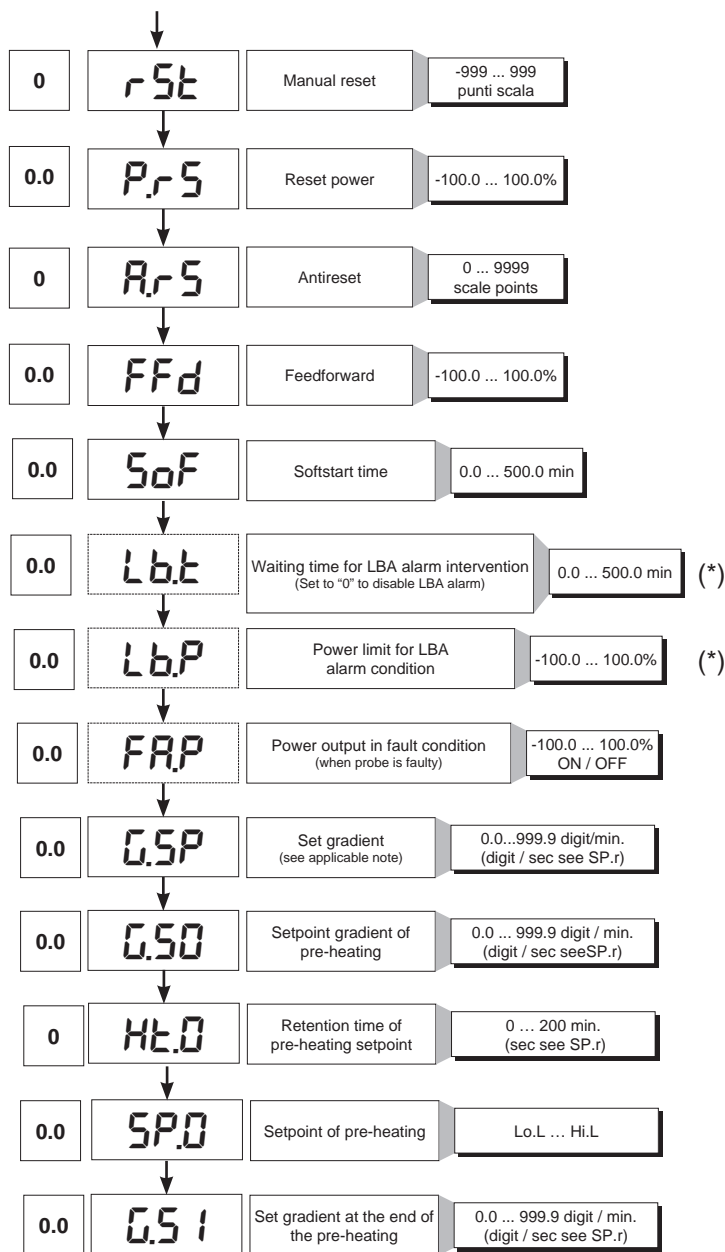 0 rSt Manual reset -999 ... 999
punti scala
0.0 P.rS Reset power -100.0 ... 100.0%
0 A.rS Antireset 0 ... 9999
scale points
0.0 FFd Feedforward -100.0 ... 100.0%
0.0 SoF Softstart time 0.0 ... 500.0 min
0.0 Lb.t Waiting time for LBA alarm intervention 0.0 ... 500.0 min (*)
(Set to “0” to disable LBA alarm)
0.0 Lb.P Power limit for LBA -100.0 ... 100.0% (*)
alarm condition
0.0 FA.P Power output in fault condition -100.0 ... 100.0%
(when probe is faulty) ON / OFF
0.0 G.SP Set gradient 0.0...999.9 digit/min.
(see applicable note) (digit / sec see SP.r)
0.0 G.S0 Setpoint gradient of 0.0 ... 999.9 digit / min.
pre-heating (digit / sec seeSP.r)
0 Ht.0 Retention time of 0 … 200 min.
pre-heating setpoint (sec see SP.r)
0.0 SP.0 Setpoint of pre-heating Lo.L … Hi.L
0.0 G.S1 Set gradient at the end of 0.0 ... 999.9 digit / min.
the pre-heating (digit / sec see SP.r)